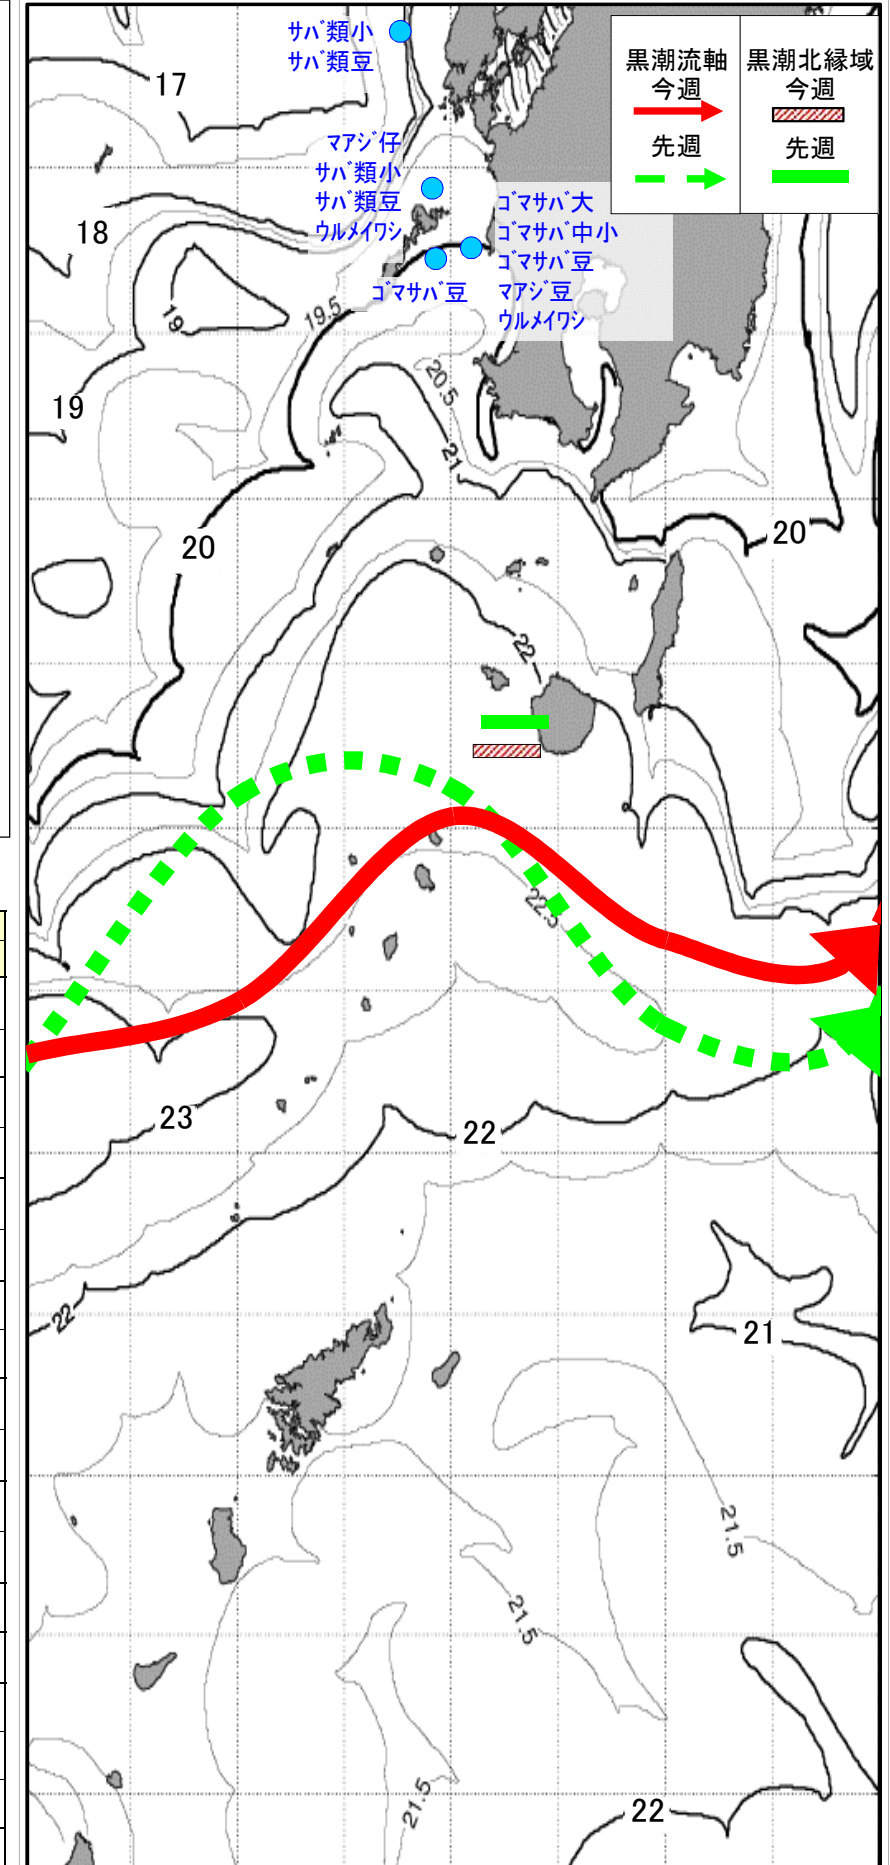 サバ類小
サバ類豆
黒潮流軸
今週
先週
黒潮北縁域
今週
先週
17
マアジ仔
サバ類小
サバ類豆
ウルメイワシ
ゴマサバ大
ゴマサバ中小
ゴマサバ豆
マアジ豆
ウルメイワシ
18
ゴマサバ豆
19
19.5
20.5
19
21
20
20
22
22.5
23
22
22
21
21.5
21.5
21.5
22